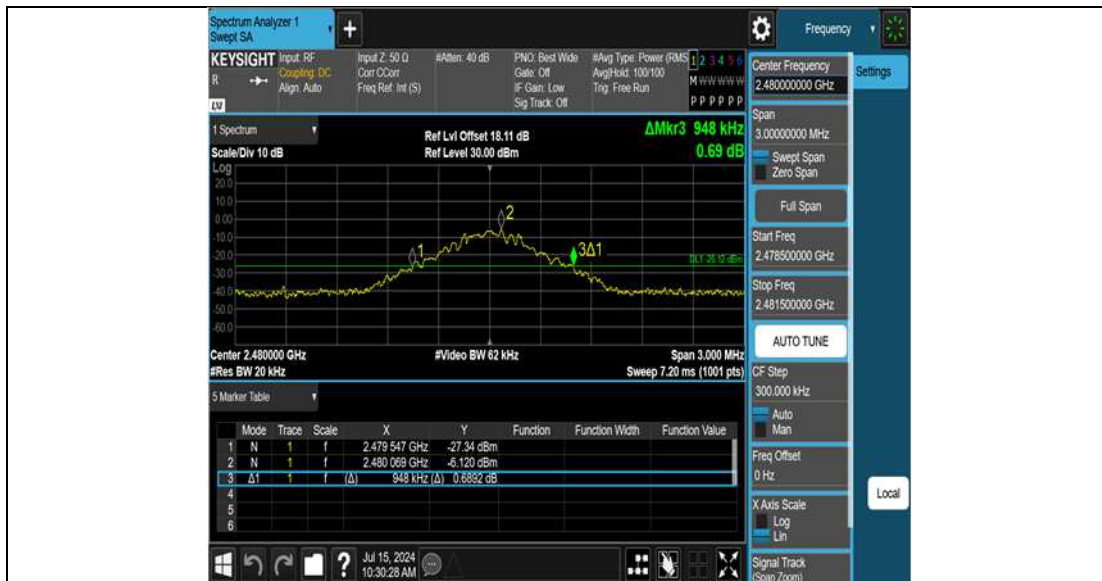 Spectrum Analyzer 1
Swept SA
+
Frequency
KEYSIGHT Input: RF Input Z: 50 Ω #Atten: 40 dB PNO: Best Wide #Avg Type: Power (RMS 1 2 3 4 5 6
R Coupling: DC Corr CCorr Gate: Off Avg|Hold: 100/100 M W W W W W
Align: Auto Freq Ref: Int (S) IF Gain: Low Trig: Free Run
Sig Track: Off P P P P P P
LXI
1 Spectrum
Ref Lvl Offset 18.11 dB ΔMkr3 948 kHz
Scale/Div 10 dB Ref Level 30.00 dBm 0.69 dB
Log
20.0
10.0
0.00
-10.0
-20.0
-30.0
-40.0
-50.0
-60.0
1
2
3Δ1
DL1 -26.12 dBm
Center 2.480000 GHz #Video BW 62 kHz Span 3.000 MHz
#Res BW 20 kHz Sweep 7.20 ms (1001 pts)
5 Marker Table
Mode Trace Scale X Y Function Function Width Function Value
1 N 1 f 2.479 547 GHz -27.34 dBm
2 N 1 f 2.480 069 GHz -6.120 dBm
3 Δ1 1 f (Δ) 948 kHz (Δ) 0.6892 dB
4
5
6
?
Jul 15, 2024
10:30:28 AM
Center Frequency
2.480000000 GHz
Settings
Span
3.00000000 MHz
Swept Span
Zero Span
Full Span
Start Freq
2.478500000 GHz
Stop Freq
2.481500000 GHz
AUTO TUNE
CF Step
300.000 kHz
Auto
Man
Freq Offset
0 Hz
Local
X Axis Scale
Log
Lin
Signal Track
(Span Zoom)